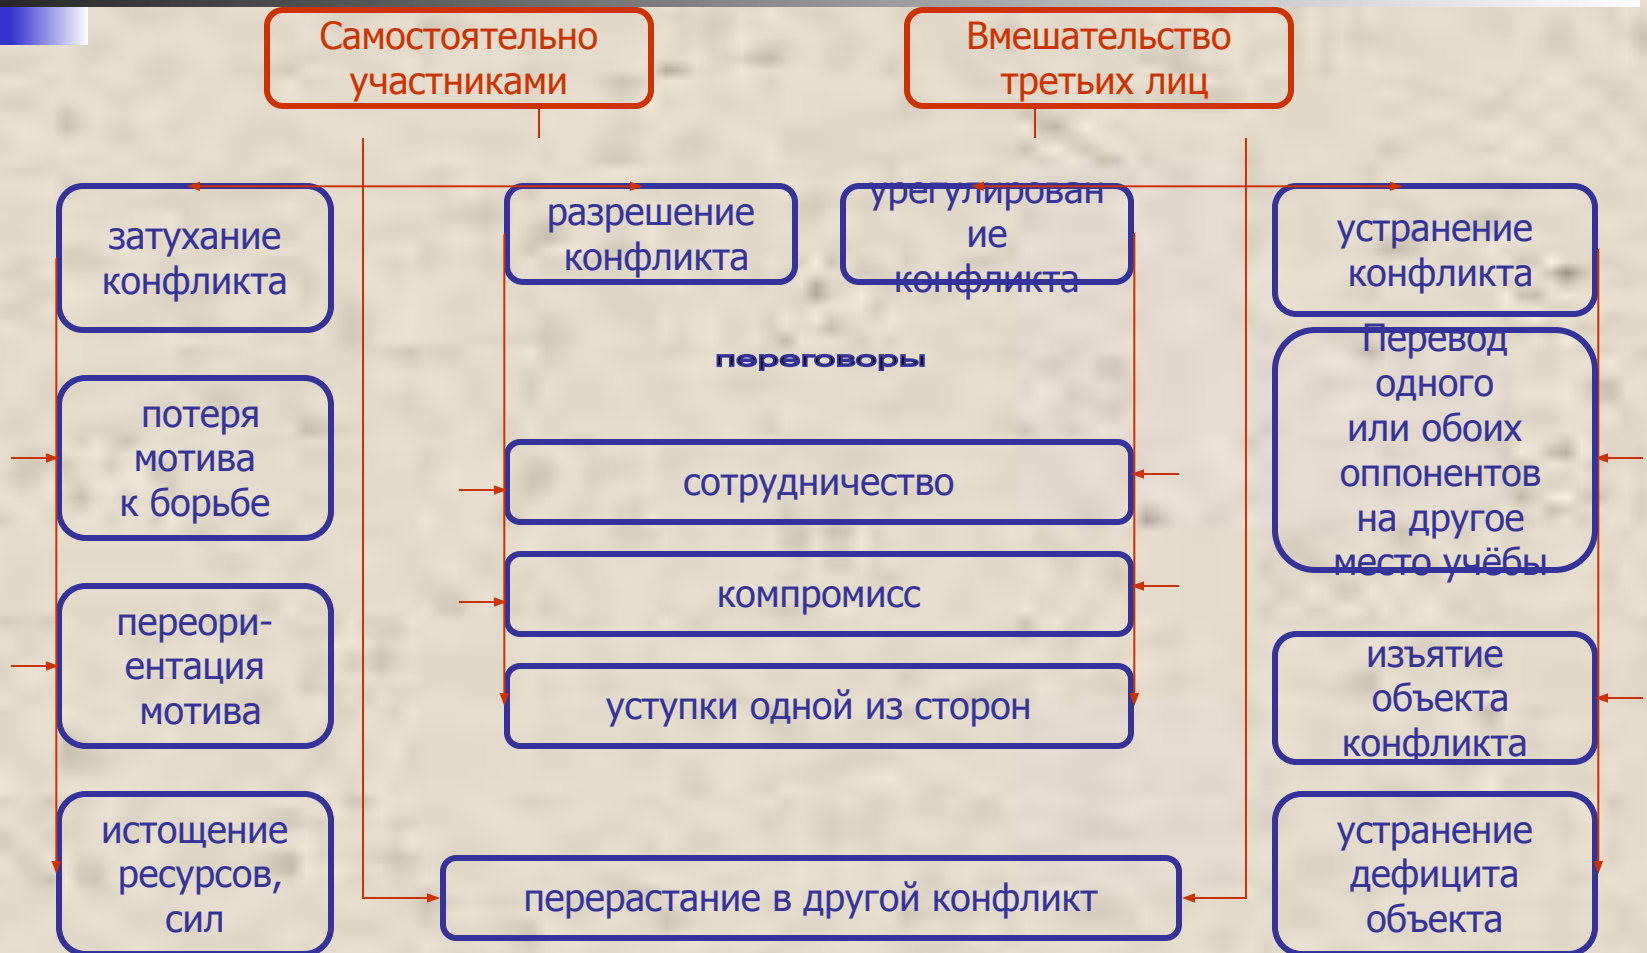 Самостоятельно
участниками
Вмешательство
третьих лиц
затухание
конфликта
разрешение
конфликта
урегулирован
ие
конфликта
устранение
конфликта
переговоры
потеря
мотива
к борьбе
Перевод
одного
или обоих
оппонентов
на другое
место учёбы
сотрудничество
компромисс
переори-
ентация
мотива
уступки одной из сторон
изъятие
объекта
конфликта
истощение
ресурсов,
сил
перерастание в другой конфликт
устранение
дефицита
объекта